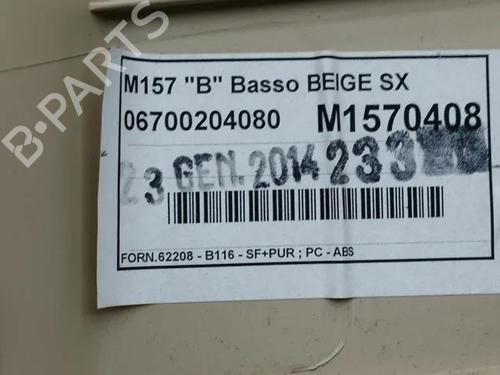 B-PARTS
M157 "B" Basso BEIGE SX
06700204080 M1570408
23 GEN. 2014 233
FORN.62208 - B116 - SF+PUR ; PC - ABS